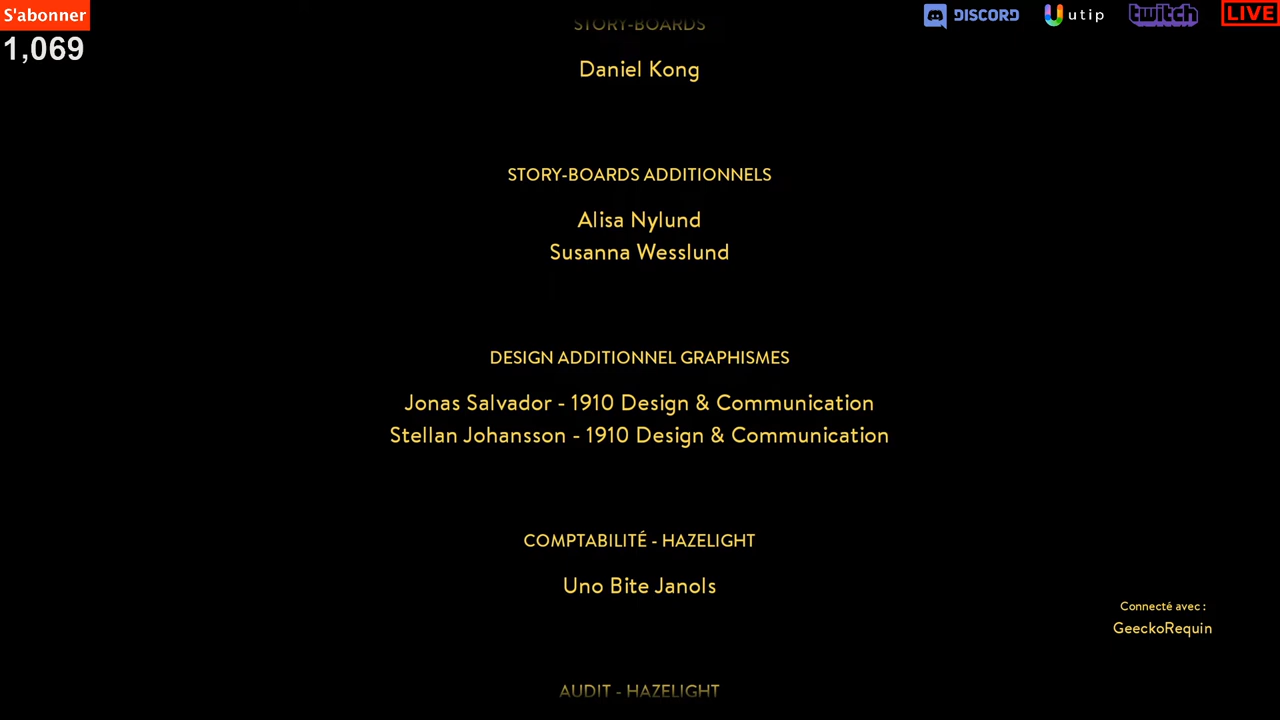 S'abonner
1,069
DISCORD
utip
twitch
LIVE
STORY-BOARDS
Daniel Kong
STORY-BOARDS ADDITIONNELS
Alisa Nylund
Susanna Wesslund
DESIGN ADDITIONNEL GRAPHISMES
Jonas Salvador - 1910 Design & Communication
Stellan Johansson - 1910 Design & Communication
COMPTABILITÉ - HAZELIGHT
Uno Bite Janols
Connecté avec :
GeeckoRequin
AUDIT - HAZELIGHT